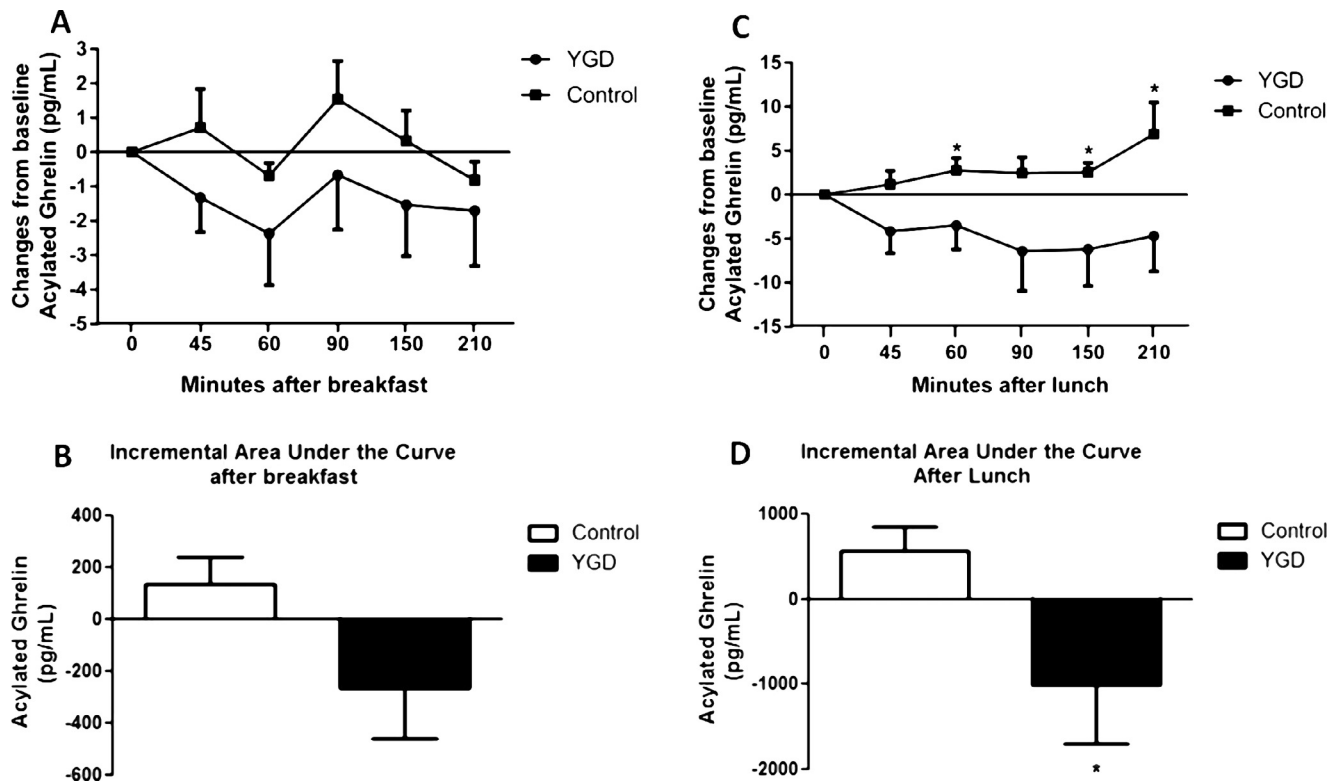 A
Changes from baseline
Acylated Ghrelin (pg/mL)
3
2
1
0
-1
-2
-3
-4
-5
0 45 60 90 150 210
Minutes after breakfast
YGD
Control
C
Changes from baseline
Acylated Ghrelin (pg/mL)
15
10
5
0
-5
-10
-15
* * *
0 45 60 90 150 210
Minutes after lunch
YGD
Control
B
Incremental Area Under the Curve
after breakfast
Acylated Ghrelin
(pg/mL)
400
200
0
-200
-400
-600
Control
YGD
D
Incremental Area Under the Curve
After Lunch
Acylated Ghrelin
(pg/mL)
1000
0
-1000
-2000
*
Control
YGD